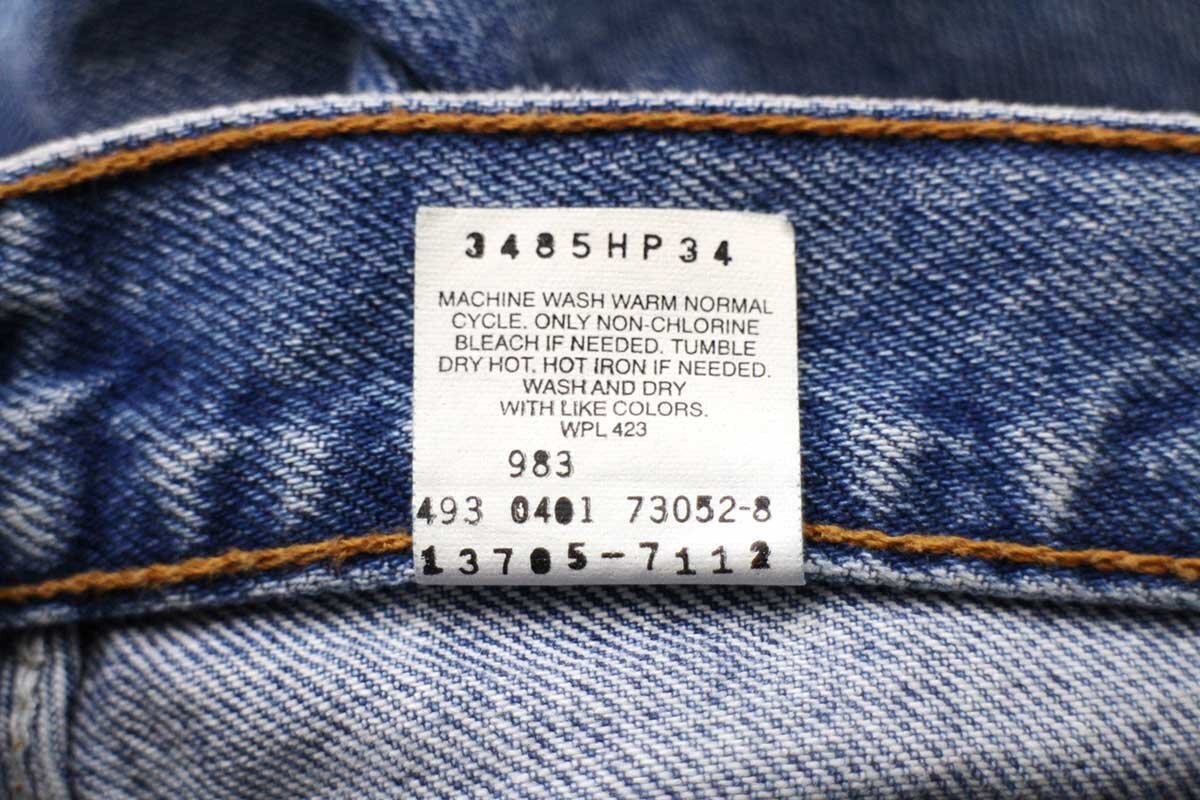 3485HP34
MACHINE WASH WARM NORMAL
CYCLE. ONLY NON-CHLORINE
BLEACH IF NEEDED. TUMBLE
DRY HOT. HOT IRON IF NEEDED.
WASH AND DRY
WITH LIKE COLORS.
WPL 423
983
493 0401 73052-8
13705-7112